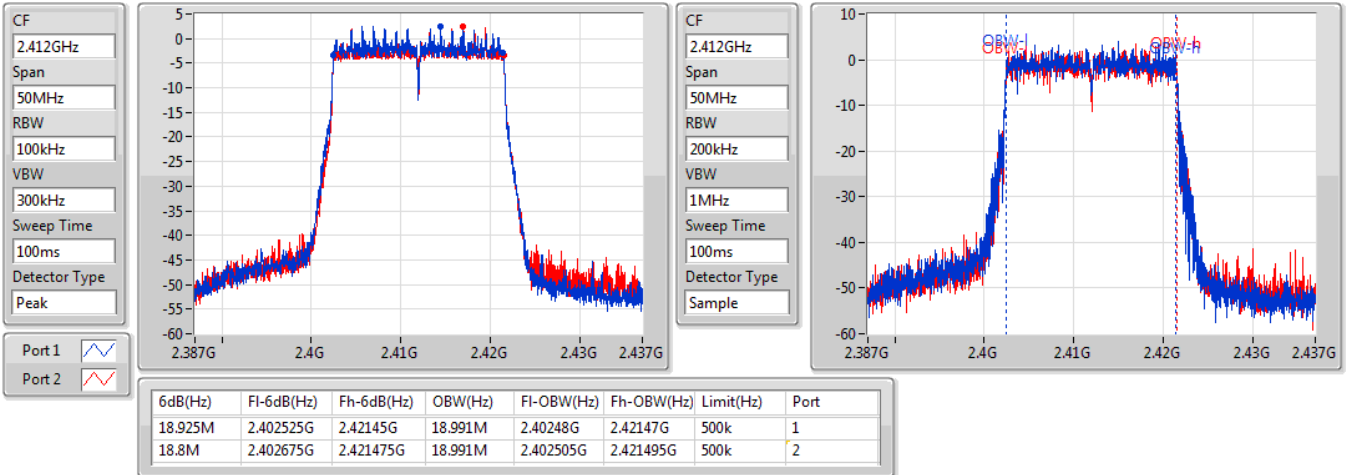 CF
2.412GHz
Span
50MHz
RBW
100kHz
VBW
300kHz
Sweep Time
100ms
Detector Type
Peak
Port 1
Port 2
5
0
-5
-10
-15
-20
-25
-30
-35
-40
-45
-50
-55
-60
2.387G 2.4G 2.41G 2.42G 2.43G 2.437G
CF
2.412GHz
Span
50MHz
RBW
200kHz
VBW
1MHz
Sweep Time
100ms
Detector Type
Sample
10
0
-10
-20
-30
-40
-50
-60
OBW-l OBW-h
OBW-l OBW-h
2.387G 2.4G 2.41G 2.42G 2.43G 2.437G
6dB(Hz) Fl-6dB(Hz) Fh-6dB(Hz) OBW(Hz) Fl-OBW(Hz) Fh-OBW(Hz) Limit(Hz) Port
18.925M 2.402525G 2.42145G 18.991M 2.40248G 2.42147G 500k 1
18.8M 2.402675G 2.421475G 18.991M 2.402505G 2.421495G 500k 2